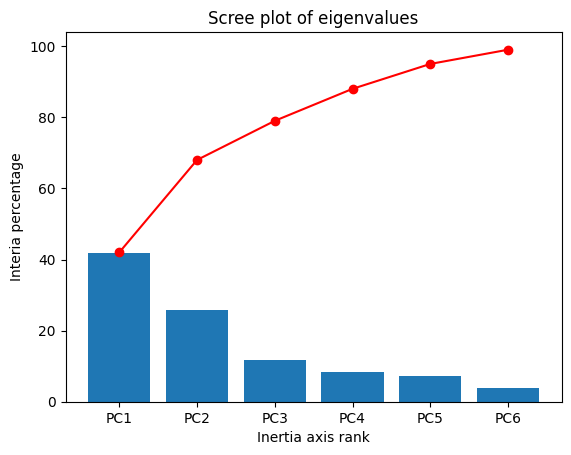 Scree plot of eigenvalues
100
80
60
40
20
0
Interia percentage
PC1 PC2 PC3 PC4 PC5 PC6
Inertia axis rank